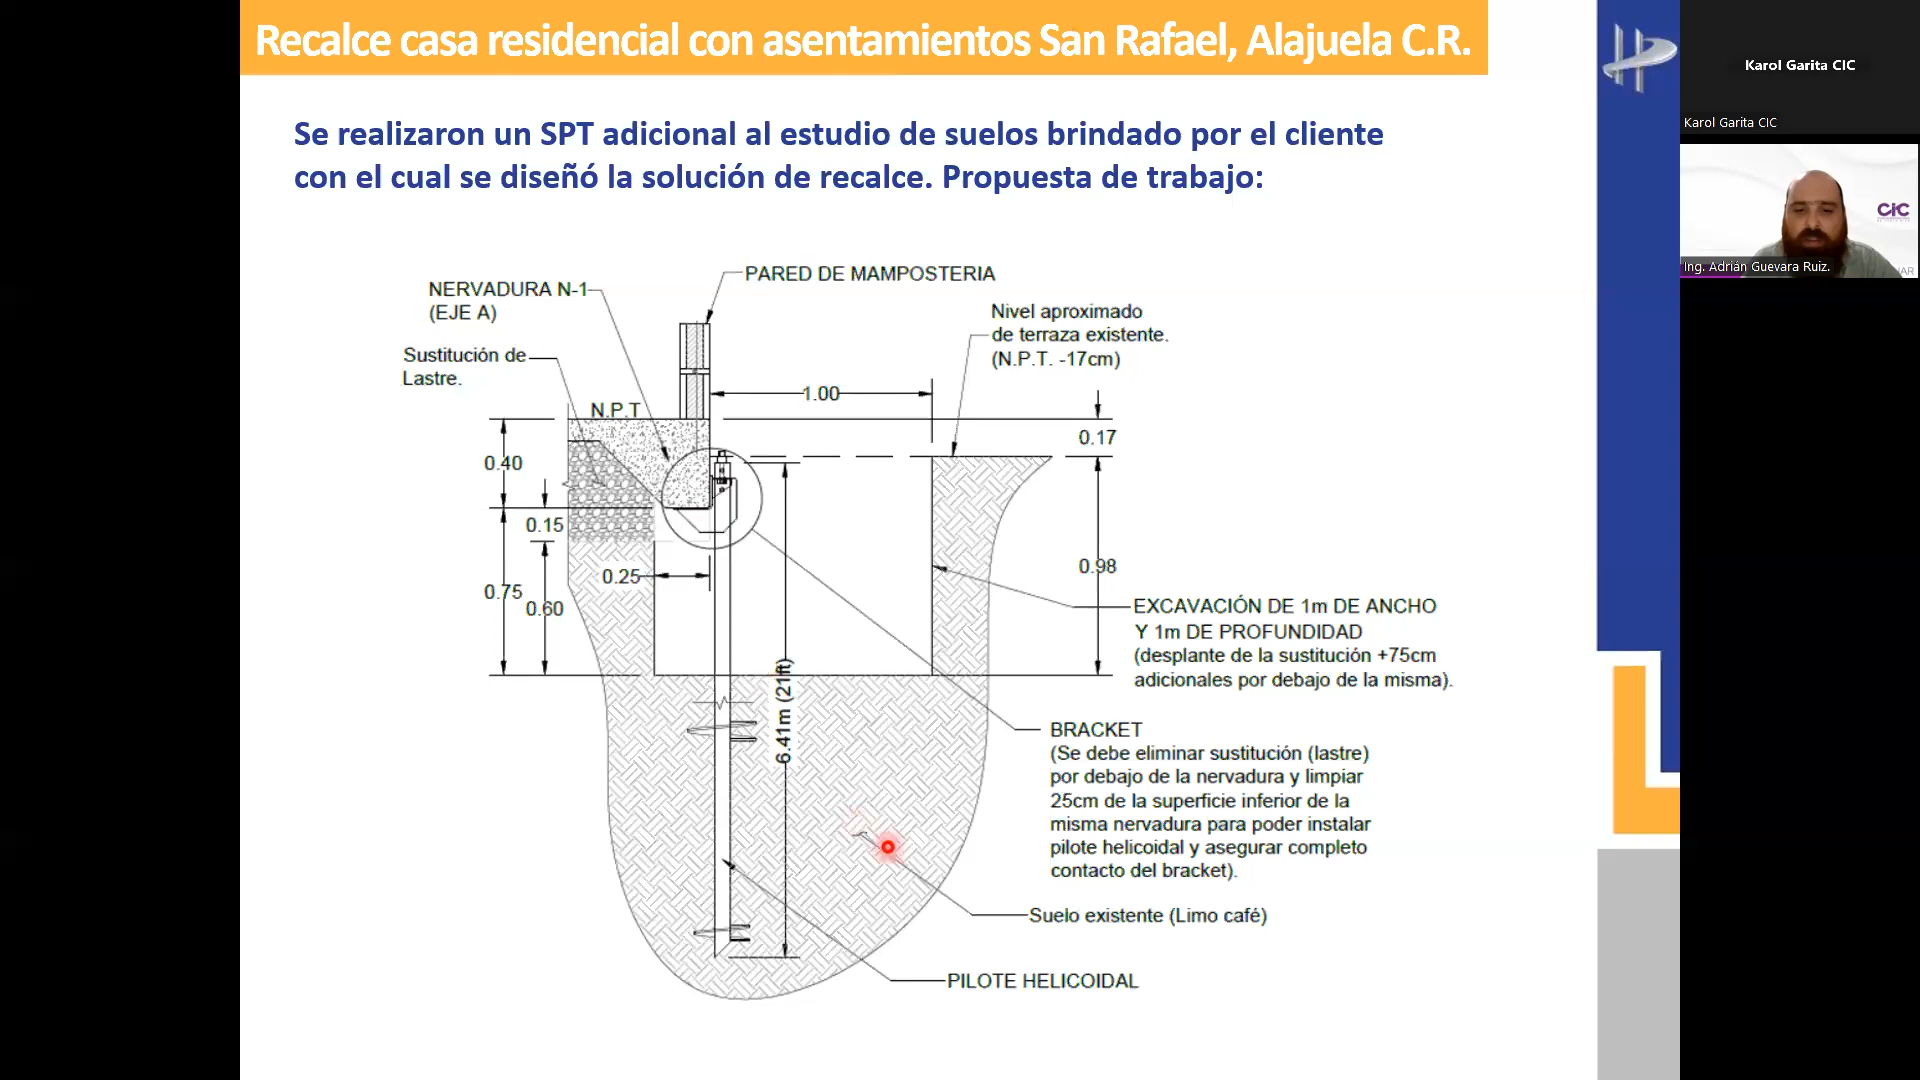 Recalce casa residencial con asentamientos San Rafael, Alajuela C.R.
Se realizaron un SPT adicional al estudio de suelos brindado por el cliente
con el cual se diseñó la solución de recalce. Propuesta de trabajo:
PARED DE MAMPOSTERIA
NERVADURA N-1
(EJE A)
Nivel aproximado
de terraza existente.
(N.P.T. -17cm)
Sustitución de
Lastre.
1.00
N.P.T
0.17
0.40
0.15
0.98
0.25
0.75
0.60
6.41m (21ft)
EXCAVACIÓN DE 1m DE ANCHO
Y 1m DE PROFUNDIDAD
(desplante de la sustitución +75cm
adicionales por debajo de la misma).
BRACKET
(Se debe eliminar sustitución (lastre)
por debajo de la nervadura y limpiar
25cm de la superficie inferior de la
misma nervadura para poder instalar
pilote helicoidal y asegurar completo
contacto del bracket).
Suelo existente (Limo café)
PILOTE HELICOIDAL
Karol Garita CIC
Karol Garita CIC
CIC
Ing. Adrián Guevara Ruiz.